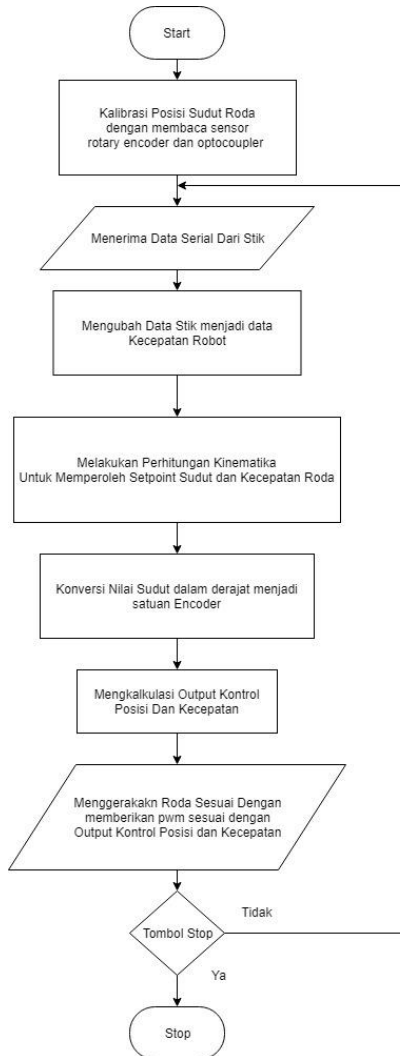 Start
Kalibrasi Posisi Sudut Roda
dengan membaca sensor
rotary encoder dan optocoupler
Menerima Data Serial Dari Stik
Mengubah Data Stik menjadi data
Kecepatan Robot
Melakukan Perhitungan Kinematika
Untuk Memperoleh Setpoint Sudut dan Kecepatan Roda
Konversi Nilai Sudut dalam derajat menjadi
satuan Encoder
Mengkalkulasi Output Kontrol
Posisi Dan Kecepatan
Menggerakakn Roda Sesuai Dengan
memberikan pwm sesuai dengan
Output Kontrol Posisi dan Kecepatan
Tidak
Tombol Stop
Ya
Stop